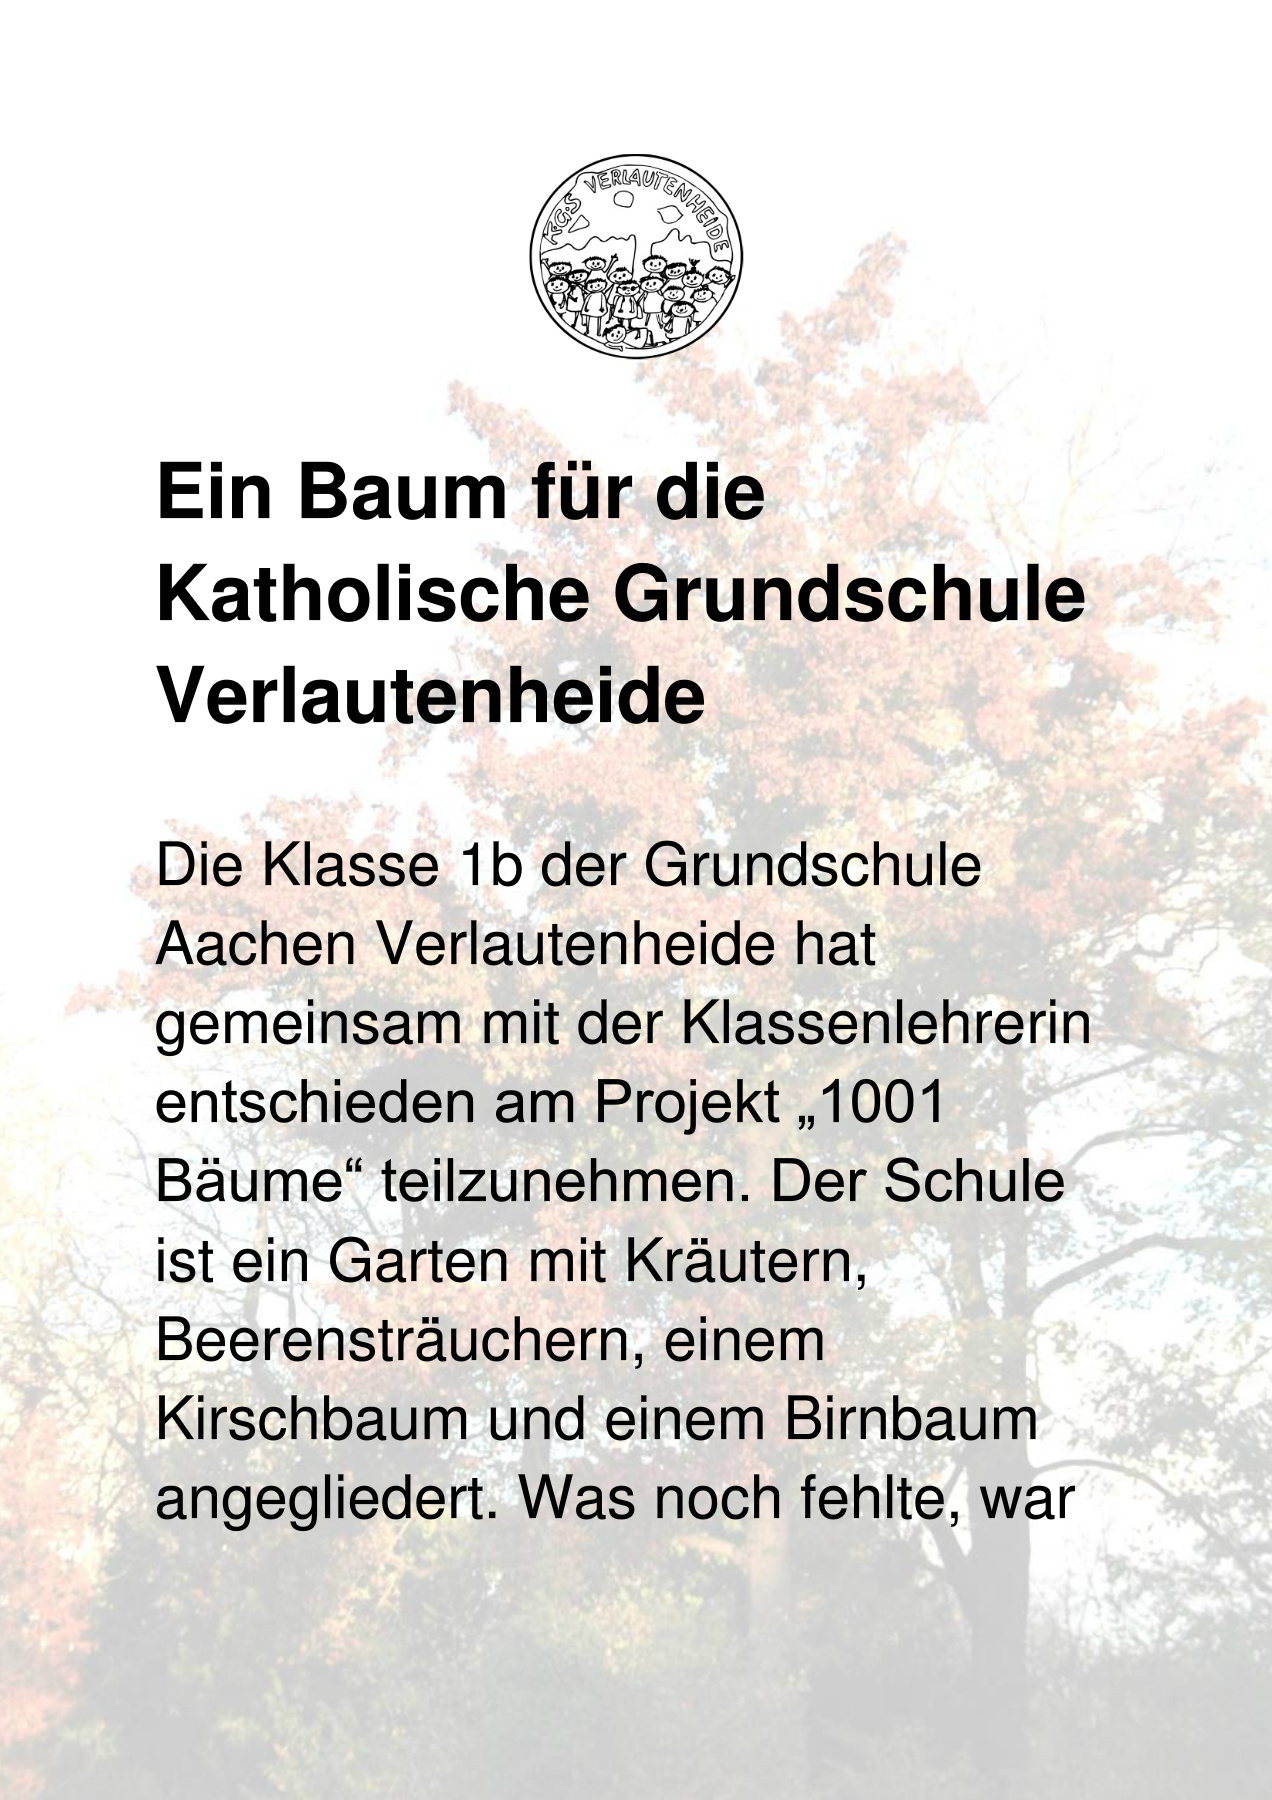 K.G.S VERLAUTENHEIDE
Ein Baum für die
Katholische Grundschule
Verlautenheide
Die Klasse 1b der Grundschule
Aachen Verlautenheide hat
gemeinsam mit der Klassenlehrerin
entschieden am Projekt „1001
Bäume“ teilzunehmen. Der Schule
ist ein Garten mit Kräutern,
Beerensträuchern, einem
Kirschbaum und einem Birnbaum
angegliedert. Was noch fehlte, war